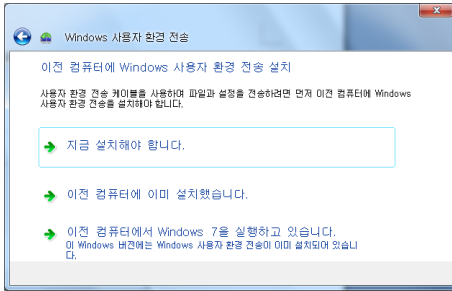 Windows 사용자 환경 전송
이전 컴퓨터에 Windows 사용자 환경 전송 설치
사용자 환경 전송 케이블을 사용하며 파일과 설정을 전송하려면 먼저 이전 컴퓨터에 Windows
사용자 환경 전송을 설치해야 합니다.
지금 설치해야 합니다.
이전 컴퓨터에 이미 설치했습니다.
이전 컴퓨터에서 Windows 7을 실행하고 있습니다.
이 Windows 버전에는 Windows 사용자 환경 전송이 이미 설치되어 있습니
다.